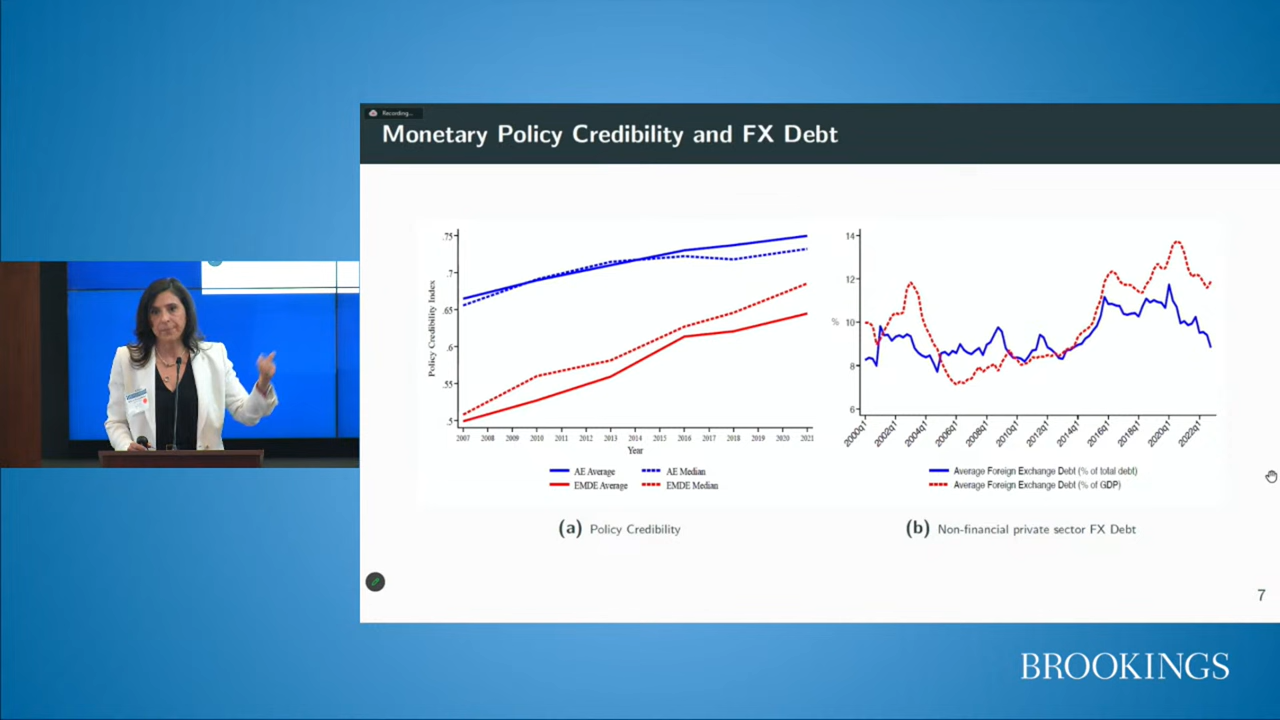 Recording...
Monetary Policy Credibility and FX Debt
.75
.7
.65
.6
.55
.5
Policy Credibility Index
2007 2008 2009 2010 2011 2012 2013 2014 2015 2016 2017 2018 2019 2020 2021
Year
AE Average AE Median
EMDE Average EMDE Median
(a) Policy Credibility
14
12
10
8
6
%
2000q1 2002q1 2004q1 2006q1 2008q1 2010q1 2012q1 2014q1 2016q1 2018q1 2020q1 2022q1
Average Foreign Exchange Debt (% of total debt)
Average Foreign Exchange Debt (% of GDP)
(b) Non-financial private sector FX Debt
7
BROOKINGS